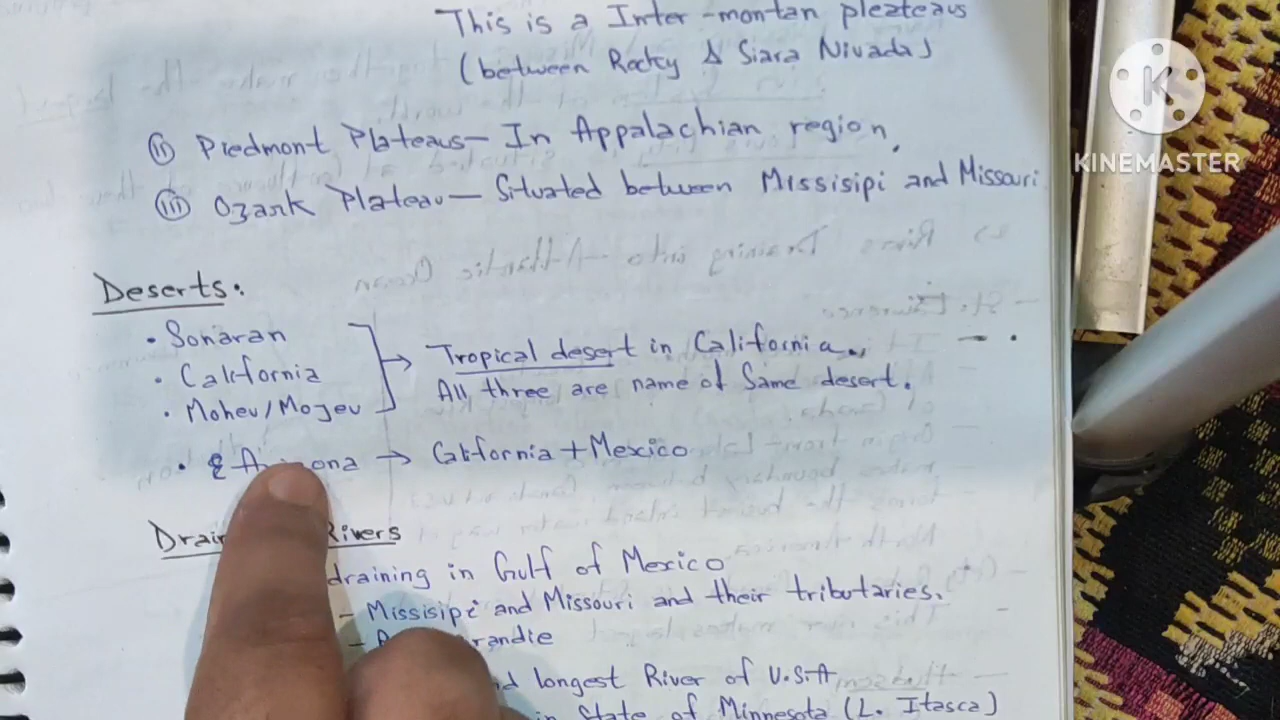 This is a Inter-montan pleateaus
(between Rocky & Siara Nivada)
(ii) Piedmont Plateaus- In Appalachian region.
(iii) Ozark Plateau- Situated between Missisipi and Missouri
KINEMASTER
Deserts:
• Sonaran
• California
• Mohev/Mojev
→ Tropical desert in California.
All three are name of Same desert.
• → California + Mexico
Rivers
draining in Gulf of Mexico
- Missisipi and Missouri and their tributaries.
longest River of U.S.A
in State of Minnesota (L. Itasca)